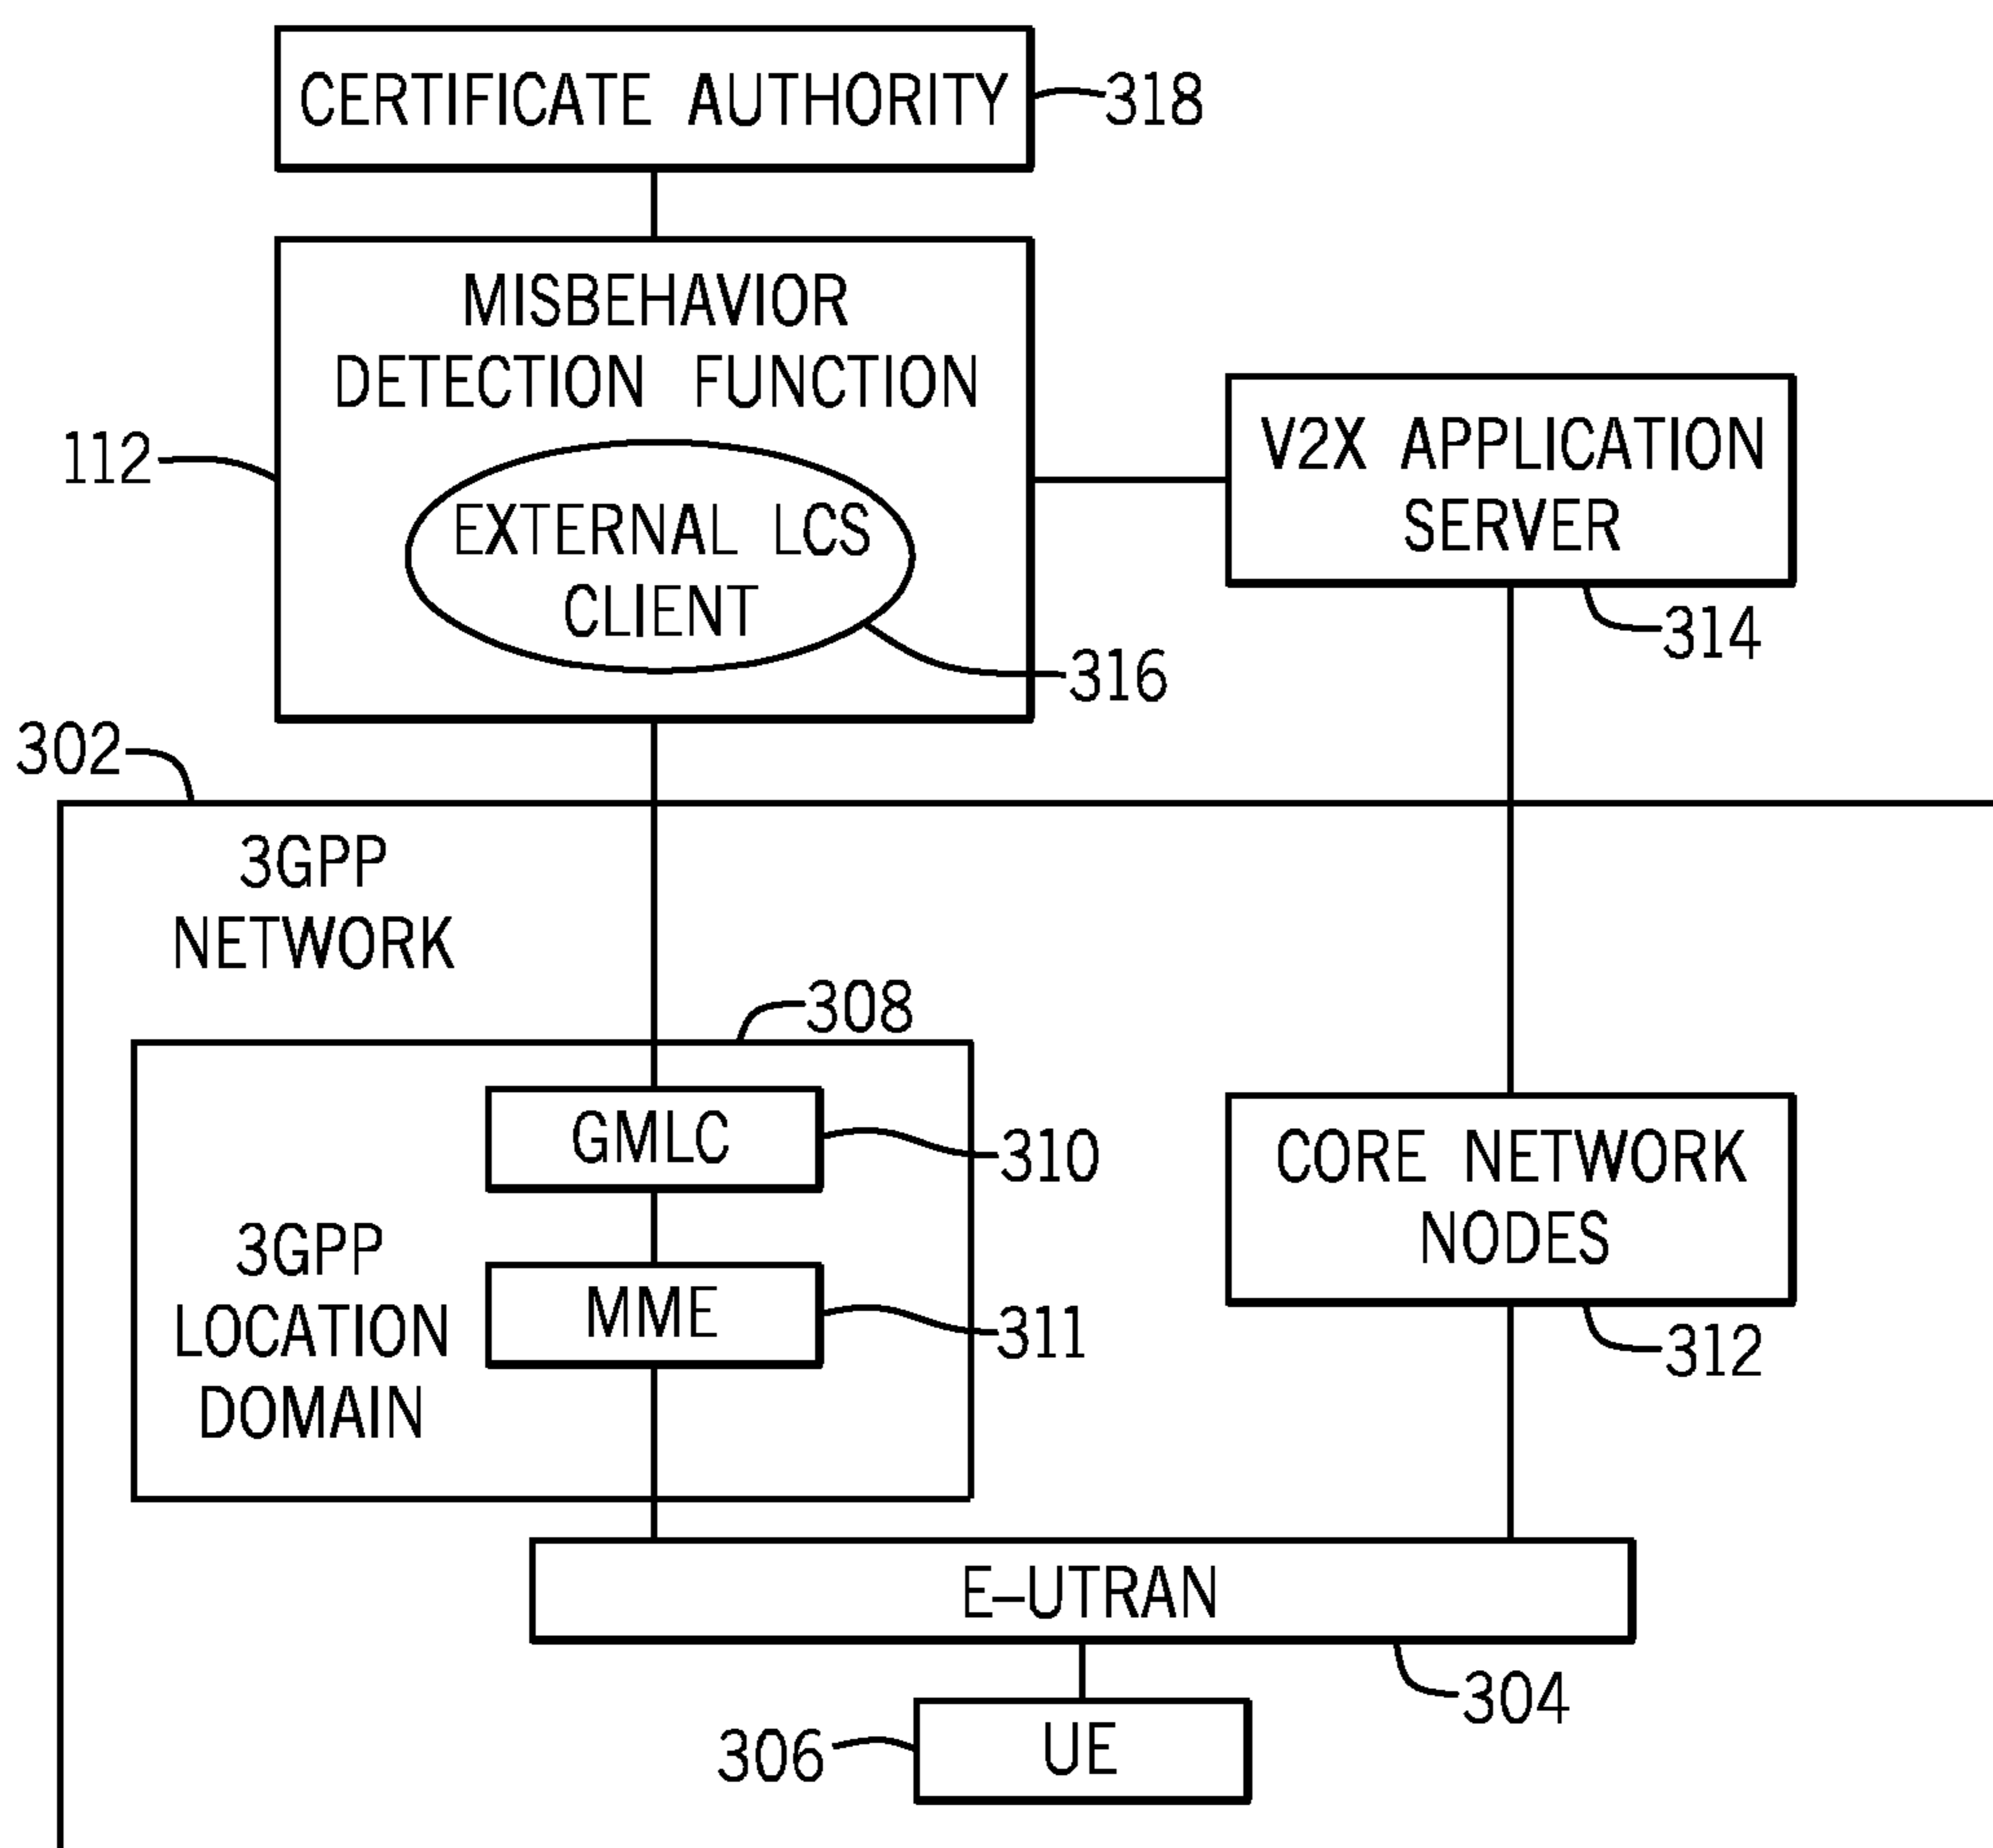 CERTIFICATE AUTHORITY
318
MISBEHAVIOR
DETECTION FUNCTION
112
EXTERNAL LCS
CLIENT
316
V2X APPLICATION
SERVER
314
302
3GPP
NETWORK
308
GMLC
310
3GPP
LOCATION
DOMAIN
MME
311
CORE NETWORK
NODES
312
E-UTRAN
304
UE
306